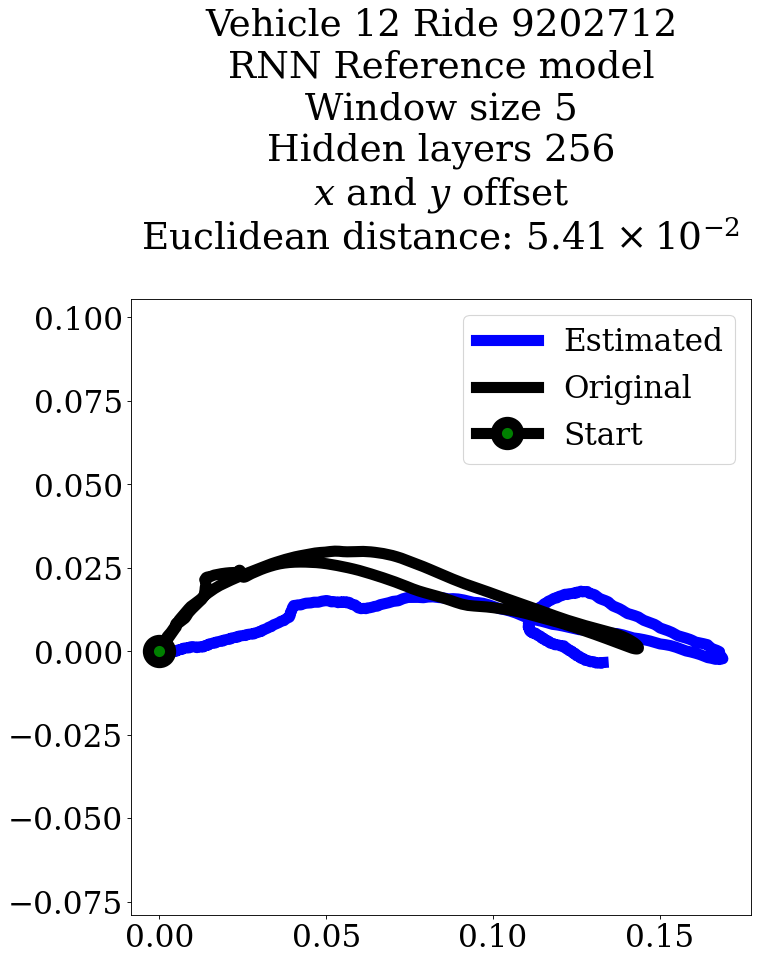 Vehicle 12 Ride 9202712
RNN Reference model
Window size 5
Hidden layers 256
x and y offset
Euclidean distance: 5.41 × 10⁻²
Estimated
Original
Start
0.100
0.075
0.050
0.025
0.000
−0.025
−0.050
−0.075
0.00 0.05 0.10 0.15